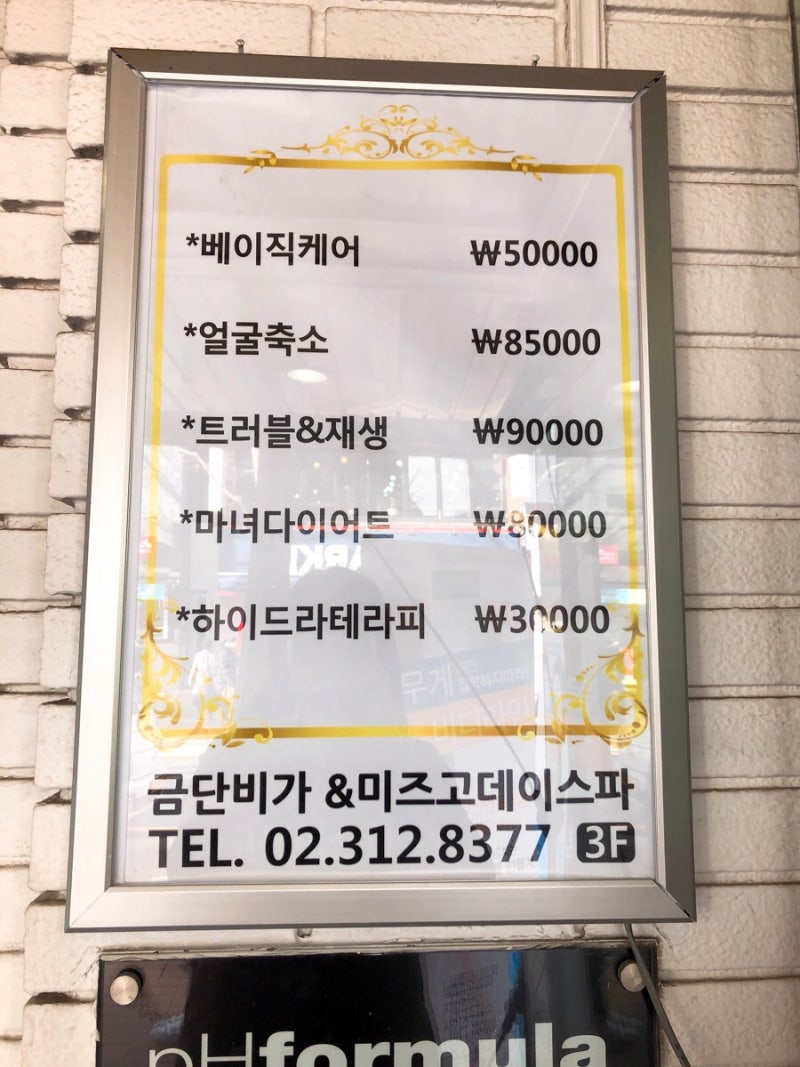 *베이직케어 ₩50000
*얼굴축소 ₩85000
*트러블&재생 ₩90000
*마녀다이어트 ₩80000
*하이드라테라피 ₩30000
금단비가 &미즈고데이스파
TEL. 02.312.8377 3F
pHformula